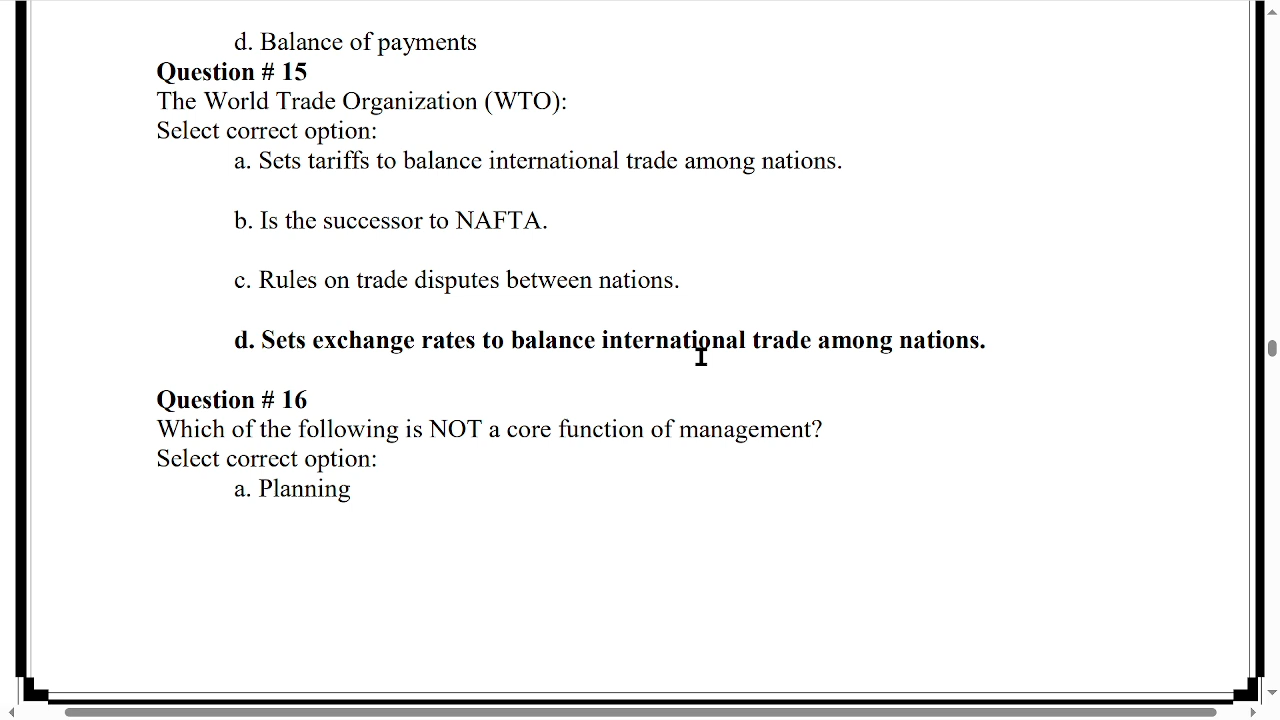 d. Balance of payments
Question # 15
The World Trade Organization (WTO):
Select correct option:
a. Sets tariffs to balance international trade among nations.
b. Is the successor to NAFTA.
c. Rules on trade disputes between nations.
d. Sets exchange rates to balance international trade among nations.
Question # 16
Which of the following is NOT a core function of management?
Select correct option:
a. Planning